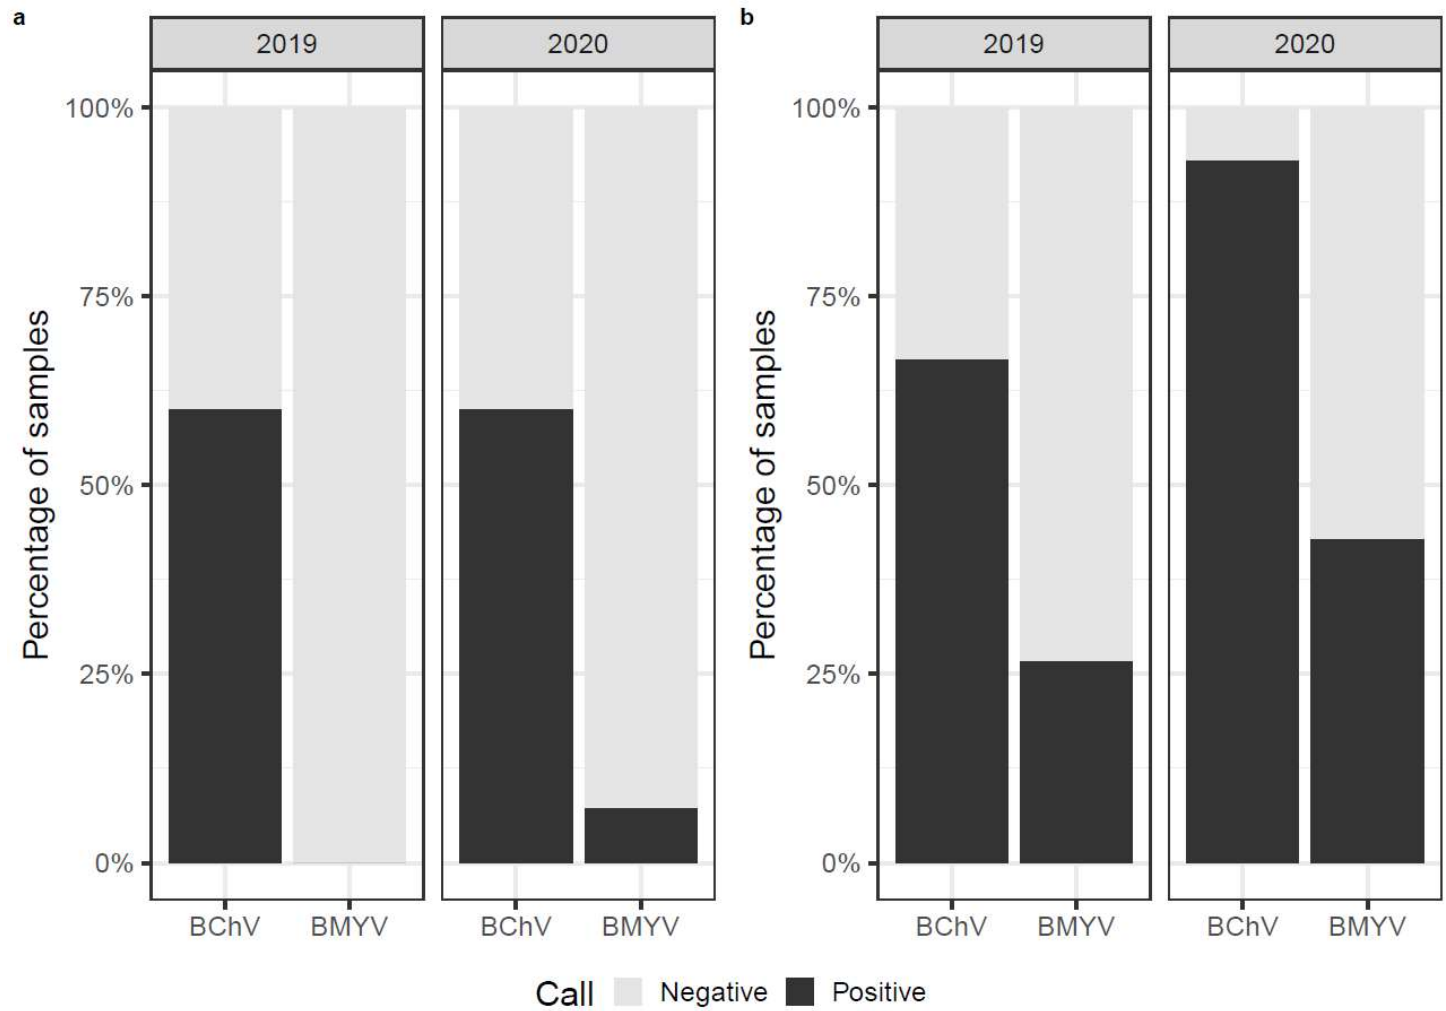 a
2019 2020
100%
75%
50%
25%
0%
Percentage of samples
BChV BMYV BChV BMYV
b
2019 2020
100%
75%
50%
25%
0%
Percentage of samples
BChV BMYV BChV BMYV
Call Negative Positive